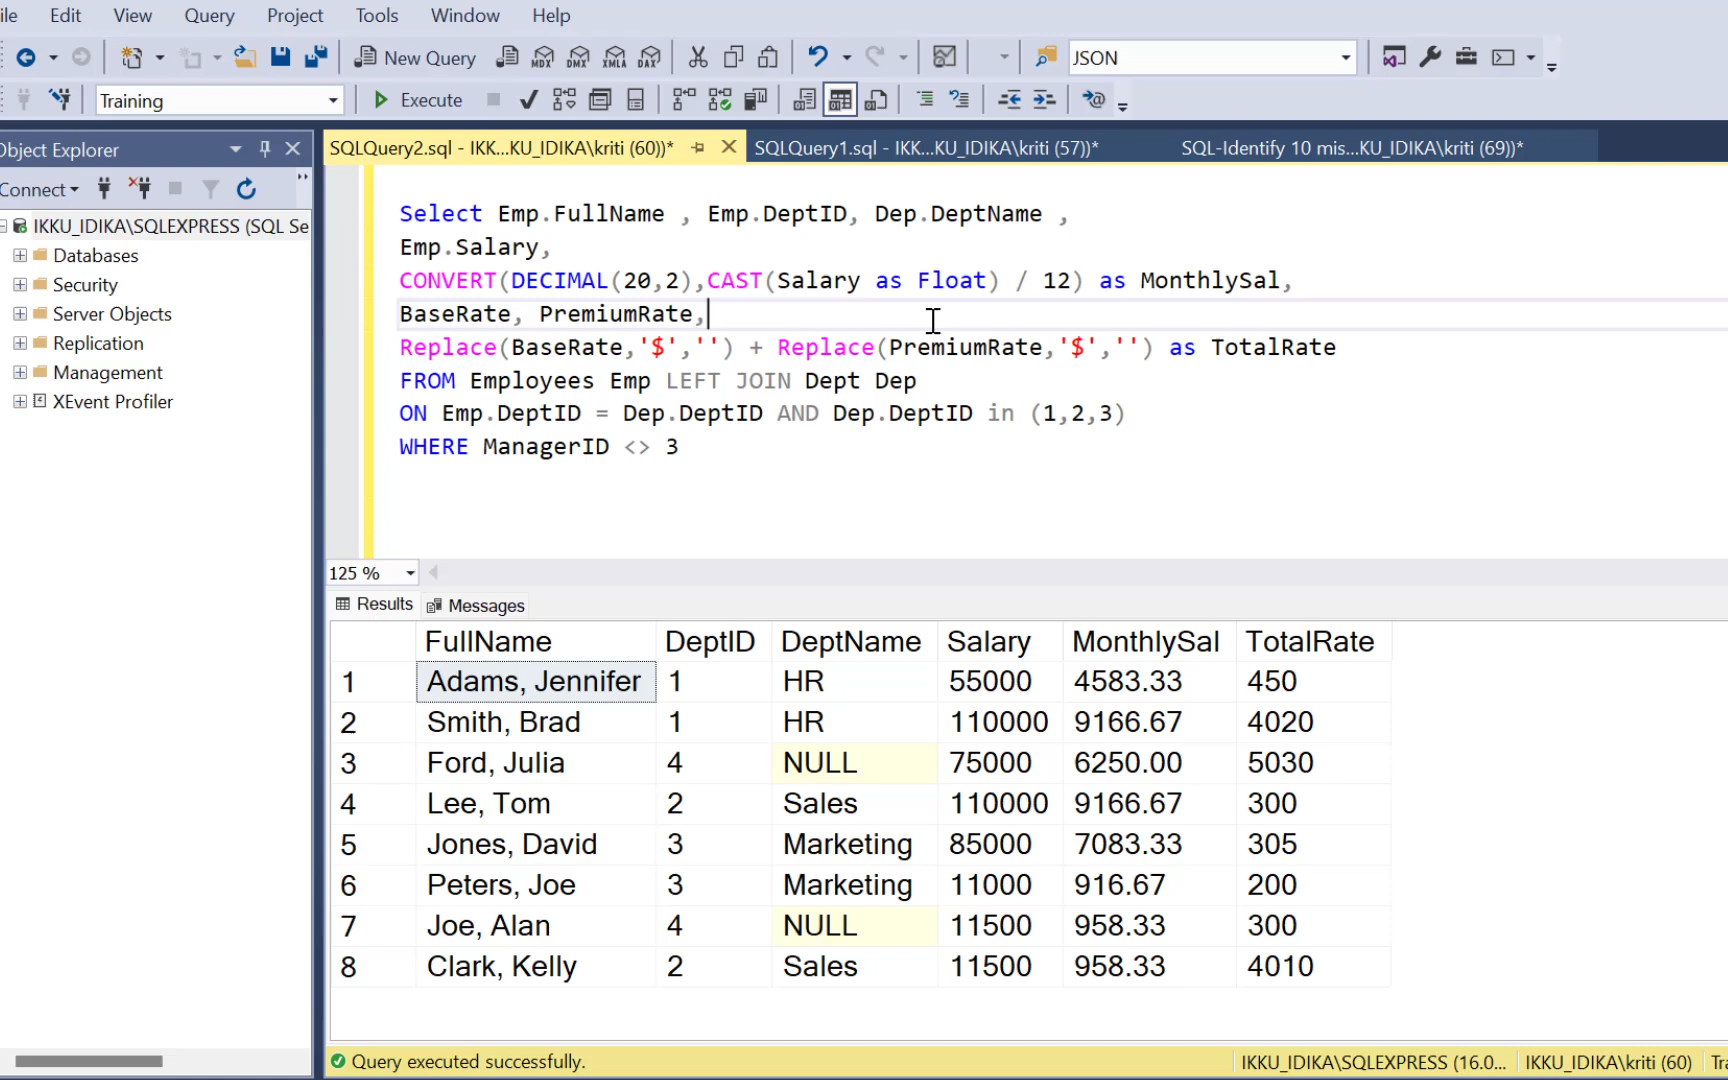 ile Edit View Query Project Tools Window Help
New Query MDX DMX XMLA DAX JSON
Training Execute
Object Explorer
Connect
IKKU_IDIKA\SQLEXPRESS (SQL Se
Databases
Security
Server Objects
Replication
Management
XEvent Profiler
SQLQuery2.sql - IKK...KU_IDIKA\kriti (60))* SQLQuery1.sql - IKK...KU_IDIKA\kriti (57))* SQL-Identify 10 mis...KU_IDIKA\kriti (69))*
Select Emp.FullName , Emp.DeptID, Dep.DeptName ,
Emp.Salary,
CONVERT(DECIMAL(20,2),CAST(Salary as Float) / 12) as MonthlySal,
BaseRate, PremiumRate,
Replace(BaseRate,'$','') + Replace(PremiumRate,'$','') as TotalRate
FROM Employees Emp LEFT JOIN Dept Dep
ON Emp.DeptID = Dep.DeptID AND Dep.DeptID in (1,2,3)
WHERE ManagerID <> 3
125 %
Results Messages
FullName DeptID DeptName Salary MonthlySal TotalRate
1 Adams, Jennifer 1 HR 55000 4583.33 450
2 Smith, Brad 1 HR 110000 9166.67 4020
3 Ford, Julia 4 NULL 75000 6250.00 5030
4 Lee, Tom 2 Sales 110000 9166.67 300
5 Jones, David 3 Marketing 85000 7083.33 305
6 Peters, Joe 3 Marketing 11000 916.67 200
7 Joe, Alan 4 NULL 11500 958.33 300
8 Clark, Kelly 2 Sales 11500 958.33 4010
Query executed successfully. IKKU_IDIKA\SQLEXPRESS (16.0... IKKU_IDIKA\kriti (60) Tr